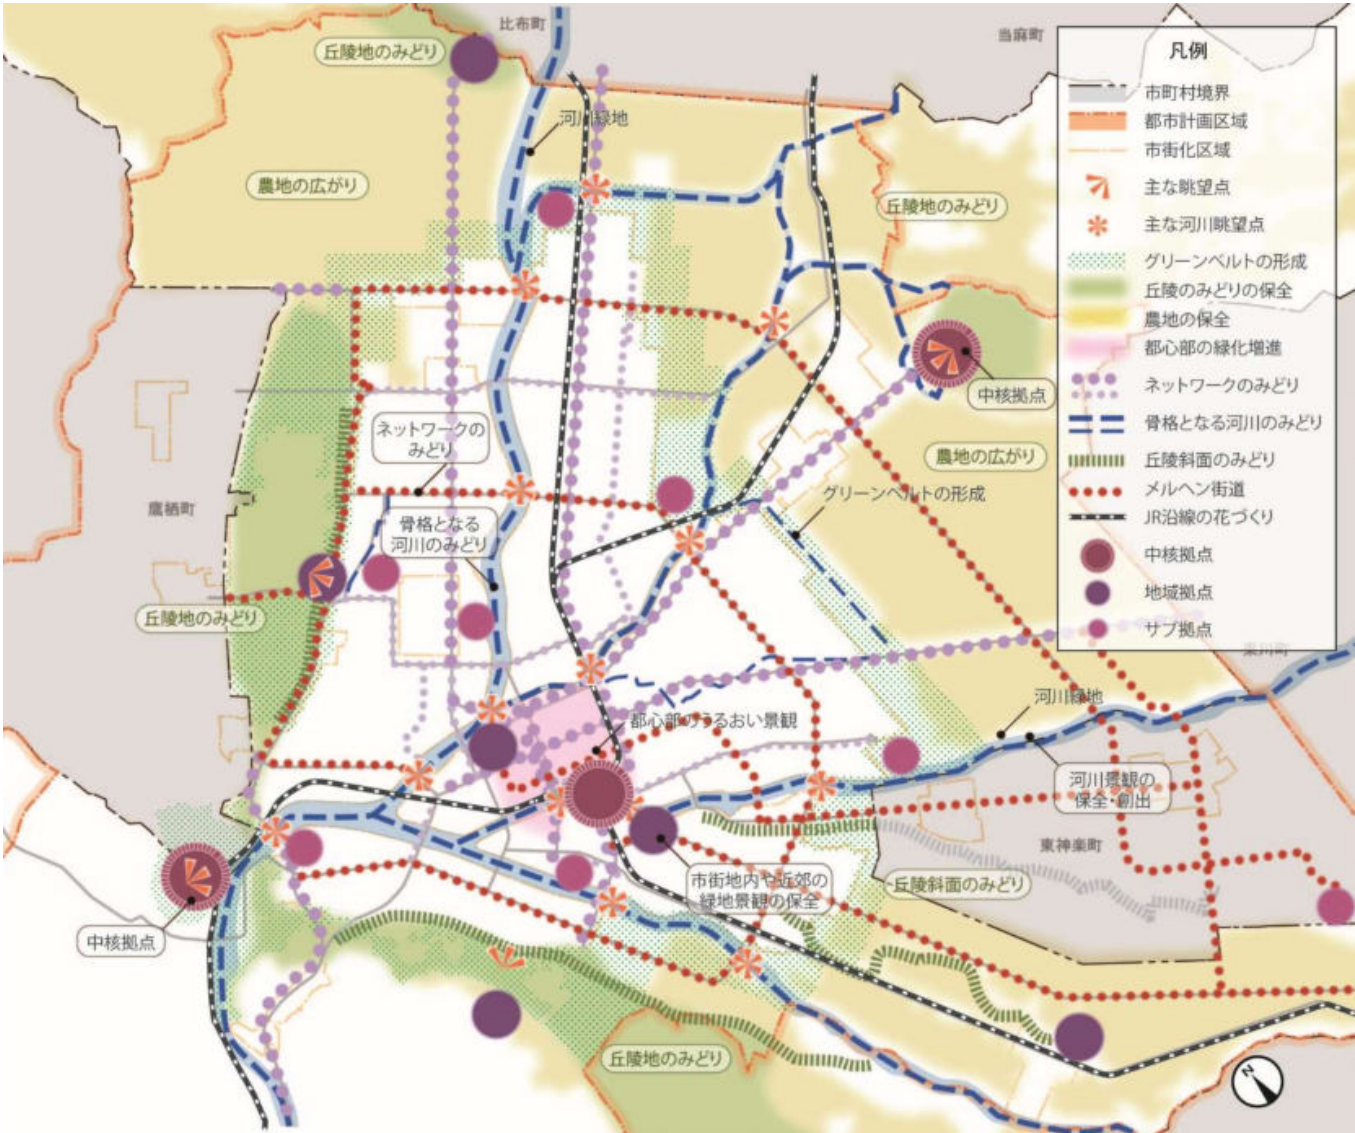 比布町
当麻町
丘陵地のみどり
河川緑地
農地の広がり
丘陵地のみどり
凡例
市町村境界
都市計画区域
市街化区域
主な眺望点
主な河川眺望点
グリーンベルトの形成
丘陵のみどりの保全
農地の保全
都心部の緑化増進
ネットワークのみどり
骨格となる河川のみどり
丘陵斜面のみどり
メルヘン街道
JR沿線の花づくり
中核拠点
地域拠点
サブ拠点
中核拠点
ネットワークの
みどり
農地の広がり
グリーンベルトの形成
鷹栖町
骨格となる
河川のみどり
丘陵地のみどり
東川町
河川緑地
都心部のうるおい景観
河川景観の
保全・創出
東神楽町
市街地内や近郊の
緑地景観の保全
丘陵斜面のみどり
中核拠点
丘陵地のみどり
N